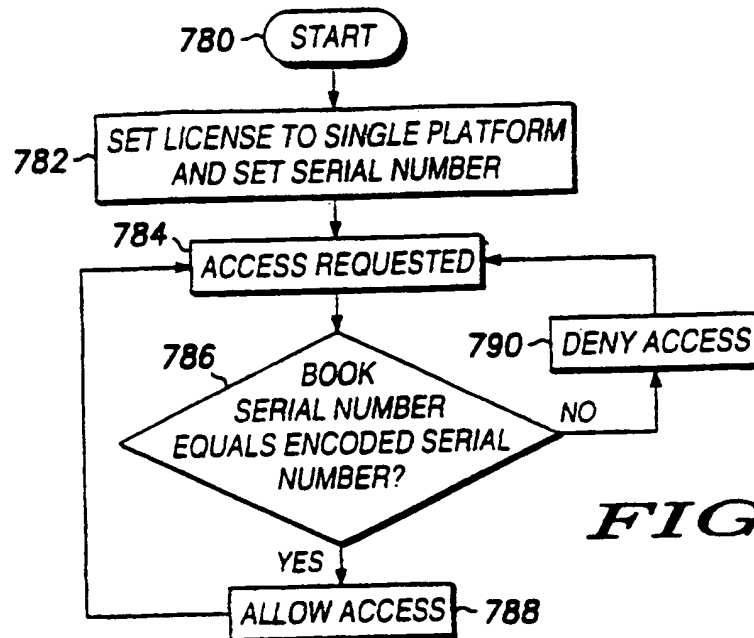 780
START
782
SET LICENSE TO SINGLE PLATFORM
AND SET SERIAL NUMBER
784
ACCESS REQUESTED
786
BOOK
SERIAL NUMBER
EQUALS ENCODED SERIAL
NUMBER?
NO
790
DENY ACCESS
YES
ALLOW ACCESS
788
FIG